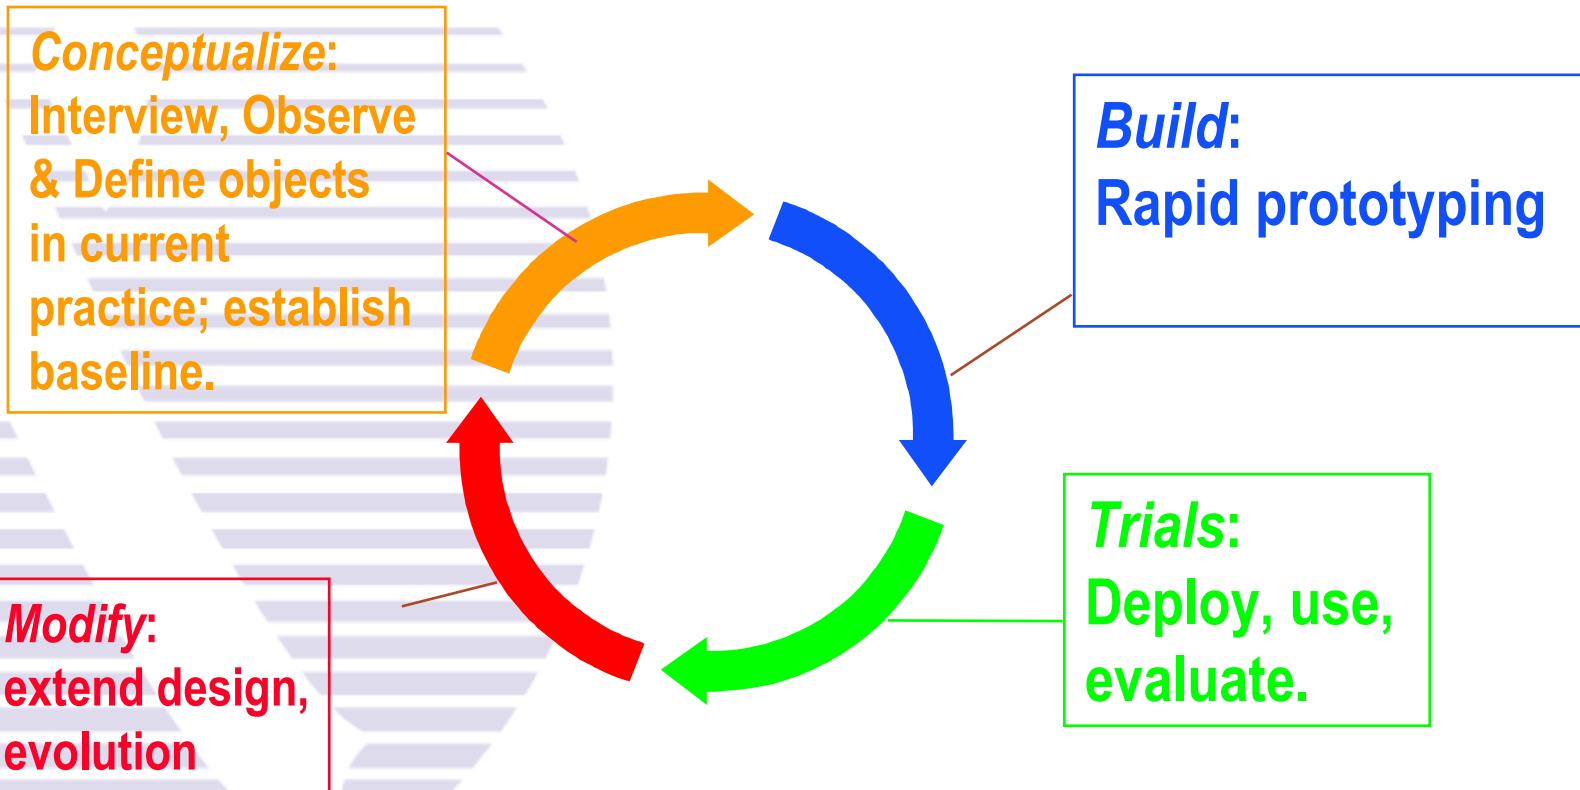 Conceptualize:
Interview, Observe
& Define objects
in current
practice; establish
baseline.
Build:
Rapid prototyping
Trials:
Deploy, use,
evaluate.
Modify:
extend design,
evolution